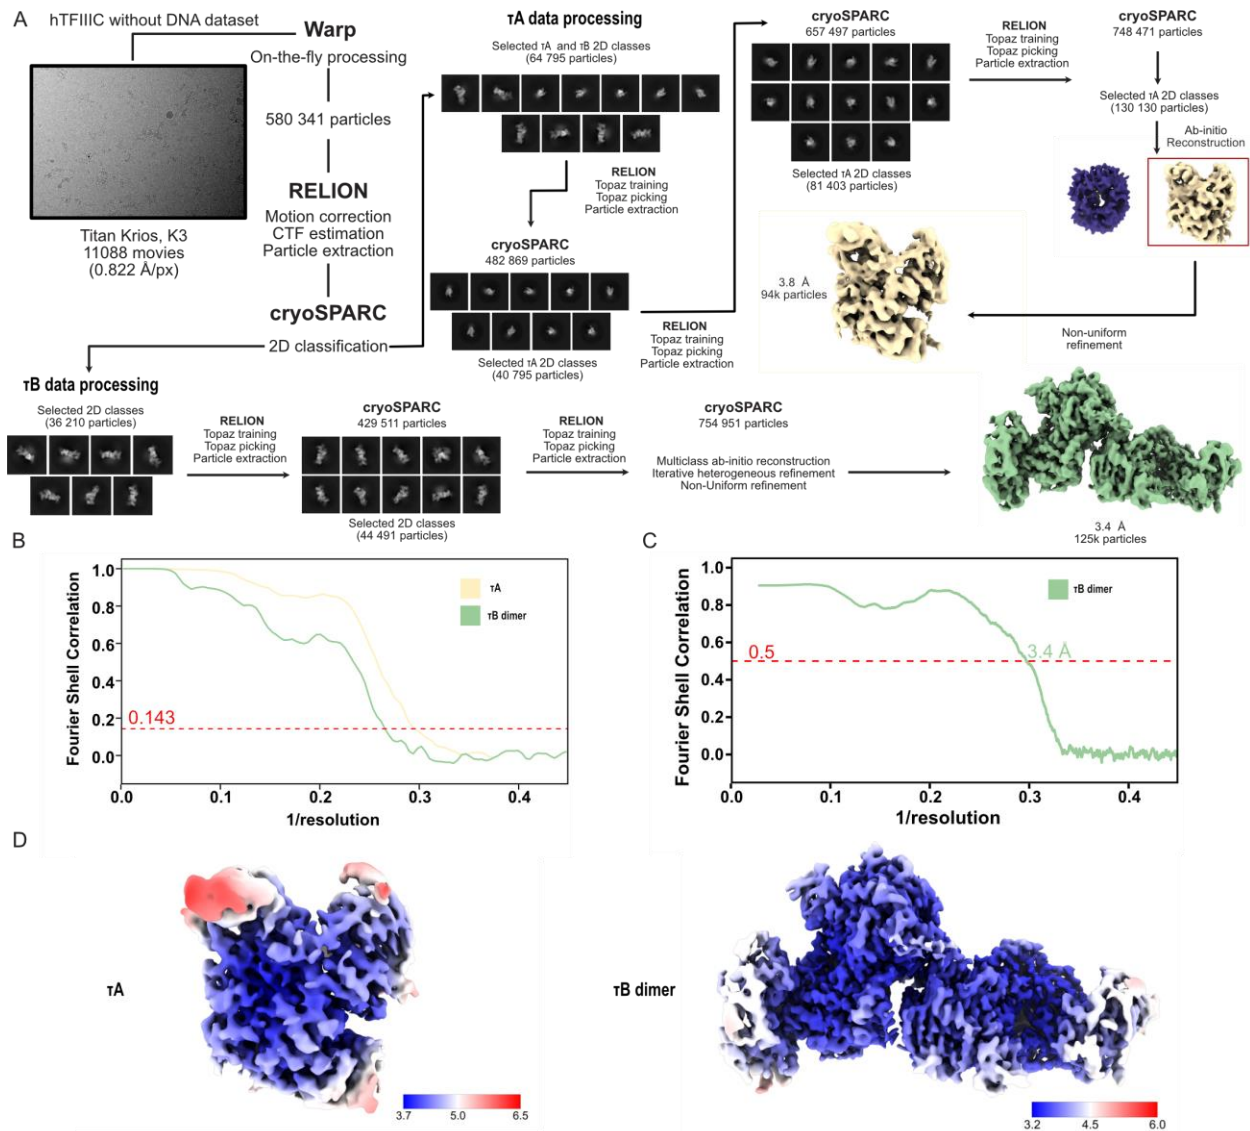 A
hTFIIIC without DNA dataset
Warp
On-the-fly processing
580 341 particles
RELION
Motion correction
CTF estimation
Particle extraction
Titan Krios, K3
11088 movies
(0.822 Å/px)
cryoSPARC
2D classification
τA data processing
Selected τA and τB 2D classes
(64 795 particles)
RELION
Topaz training
Topaz picking
Particle extraction
cryoSPARC
482 869 particles
Selected τA 2D classes
(40 795 particles)
RELION
Topaz training
Topaz picking
Particle extraction
cryoSPARC
657 497 particles
Selected τA 2D classes
(81 403 particles)
RELION
Topaz training
Topaz picking
Particle extraction
cryoSPARC
748 471 particles
Selected τA 2D classes
(130 130 particles)
Ab-initio
Reconstruction
Non-uniform
refinement
3.8 Å
94k particles
τB data processing
Selected 2D classes
(36 210 particles)
RELION
Topaz training
Topaz picking
Particle extraction
cryoSPARC
429 511 particles
Selected 2D classes
(44 491 particles)
RELION
Topaz training
Topaz picking
Particle extraction
cryoSPARC
754 951 particles
Multiclass ab-initio reconstruction
Iterative heterogeneous refinement
Non-Uniform refinement
3.4 Å
125k particles
B
Fourier Shell Correlation
1.0
0.8
0.6
0.4
0.2
0.0
0.143
τA
τB dimer
0.0 0.1 0.2 0.3 0.4
1/resolution
C
Fourier Shell Correlation
1.0
0.8
0.6
0.4
0.2
0.0
0.5
3.4 Å
τB dimer
0.0 0.1 0.2 0.3 0.4
1/resolution
D
τA
3.7 5.0 6.5
τB dimer
3.2 4.5 6.0